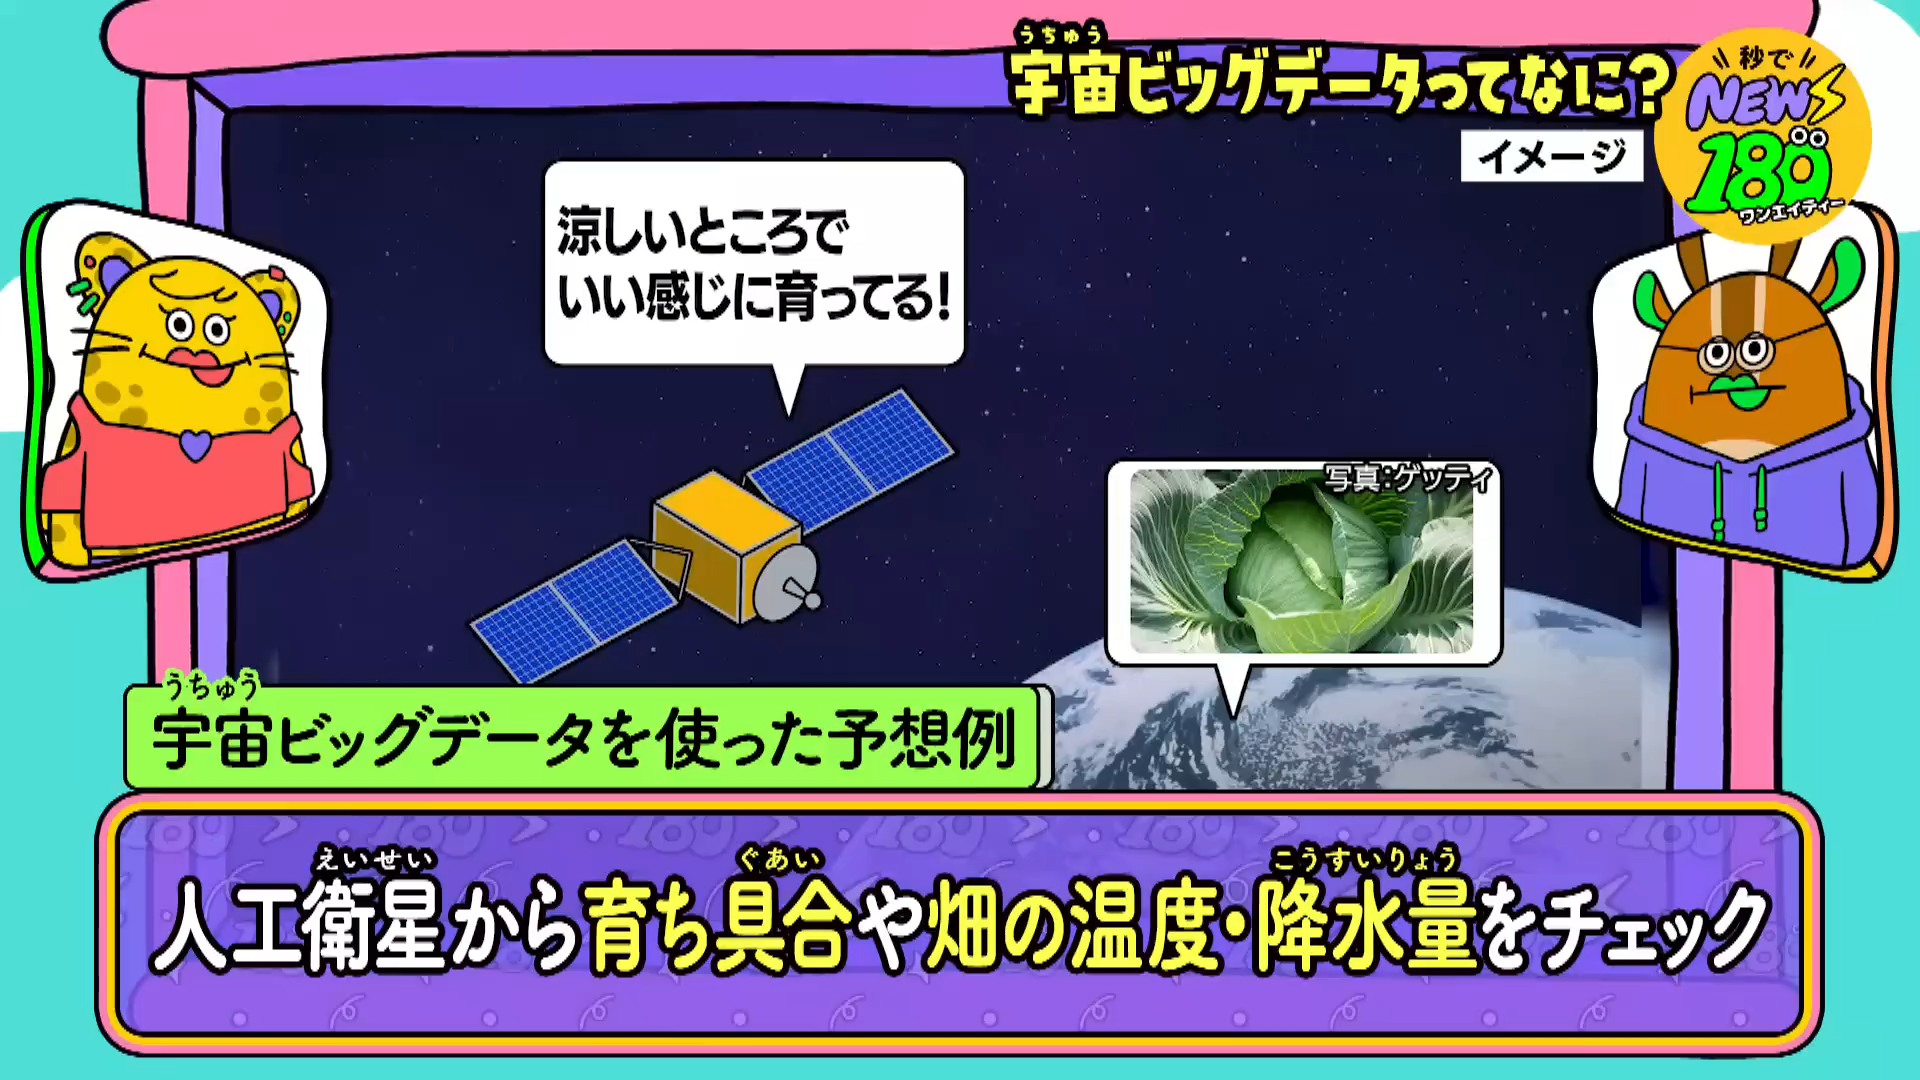 うちゅう
宇宙ビッグデータってなに?
秒で
NEWS
180
ワンエイティー
イメージ
涼しいところで
いい感じに育ってる!
写真:ゲッティ
うちゅう
宇宙ビッグデータを使った予想例
えいせい ぐあい こうすいりょう
人工衛星から育ち具合や畑の温度・降水量をチェック